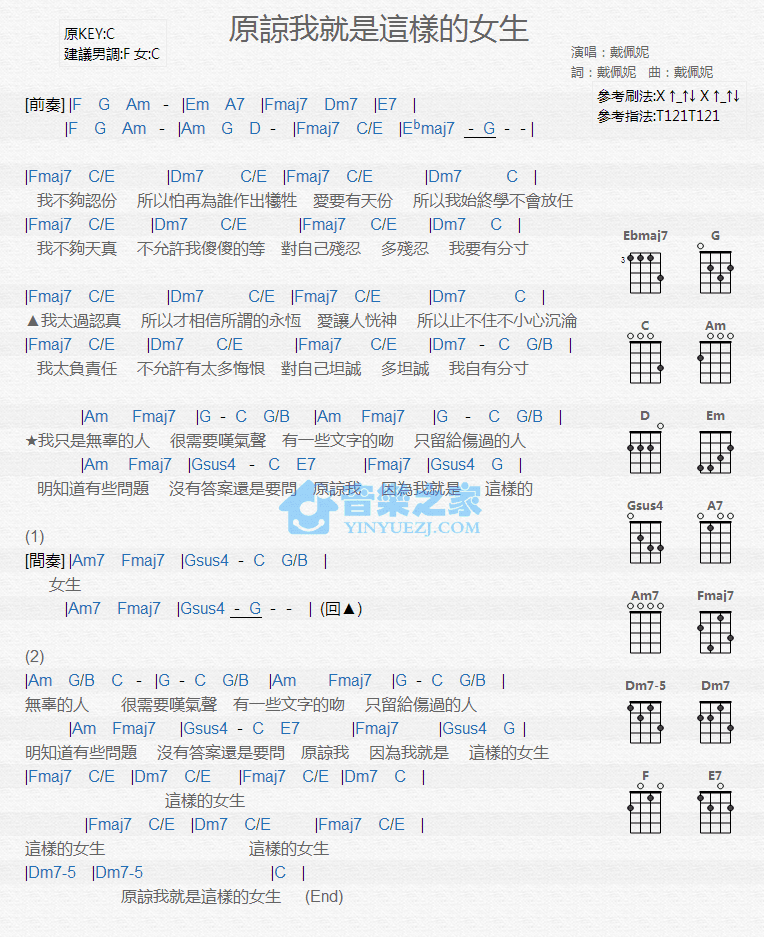 原諒我就是這樣的女生
原KEY:C
建議男調:F 女:C
演唱：戴佩妮
詞：戴佩妮 曲：戴佩妮
參考刷法:X ↑_↑↓ X ↑_↑↓
參考指法:T121T121
[前奏] |F G Am - |Em A7 |Fmaj7 Dm7 |E7 |
|F G Am - |Am G D - |Fmaj7 C/E |Ebmaj7 - G - - |
|Fmaj7 C/E |Dm7 C/E |Fmaj7 C/E |Dm7 C |
我不夠認份 所以怕再為誰作出犧牲 愛要有天份 所以我始終學不會放任
|Fmaj7 C/E |Dm7 C/E |Fmaj7 C/E |Dm7 C |
我不夠天真 不允許我傻傻的等 對自己殘忍 多殘忍 我要有分寸
|Fmaj7 C/E |Dm7 C/E |Fmaj7 C/E |Dm7 C |
▲我太過認真 所以才相信所謂的永恆 愛讓人恍神 所以止不住不小心沉淪
|Fmaj7 C/E |Dm7 C/E |Fmaj7 C/E |Dm7 - C G/B |
我太負責任 不允許有太多悔恨 對自己坦誠 多坦誠 我自有分寸
|Am Fmaj7 |G - C G/B |Am Fmaj7 |G - C G/B |
★我只是無辜的人 很需要嘆氣聲 有一些文字的吻 只留給傷過的人
|Am Fmaj7 |Gsus4 - C E7 |Fmaj7 |Gsus4 G |
明知道有些問題 沒有答案還是要問 原諒我 因為我就是 這樣的
音樂之家
YINYUEZJ.COM
(1)
[間奏] |Am7 Fmaj7 |Gsus4 - C G/B |
女生
|Am7 Fmaj7 |Gsus4 - G - - | (回▲)
(2)
|Am G/B C - |G - C G/B |Am Fmaj7 |G - C G/B |
無辜的人 很需要嘆氣聲 有一些文字的吻 只留給傷過的人
|Am Fmaj7 |Gsus4 - C E7 |Fmaj7 |Gsus4 G |
明知道有些問題 沒有答案還是要問 原諒我 因為我就是 這樣的女生
|Fmaj7 C/E |Dm7 C/E |Fmaj7 C/E |Dm7 C |
這樣的女生
|Fmaj7 C/E |Dm7 C/E |Fmaj7 C/E |
這樣的女生 這樣的女生
|Dm7-5 |Dm7-5 |C |
原諒我就是這樣的女生 (End)
Ebmaj7 G
3
C Am
D Em
Gsus4 A7
Am7 Fmaj7
Dm7-5 Dm7
F E7